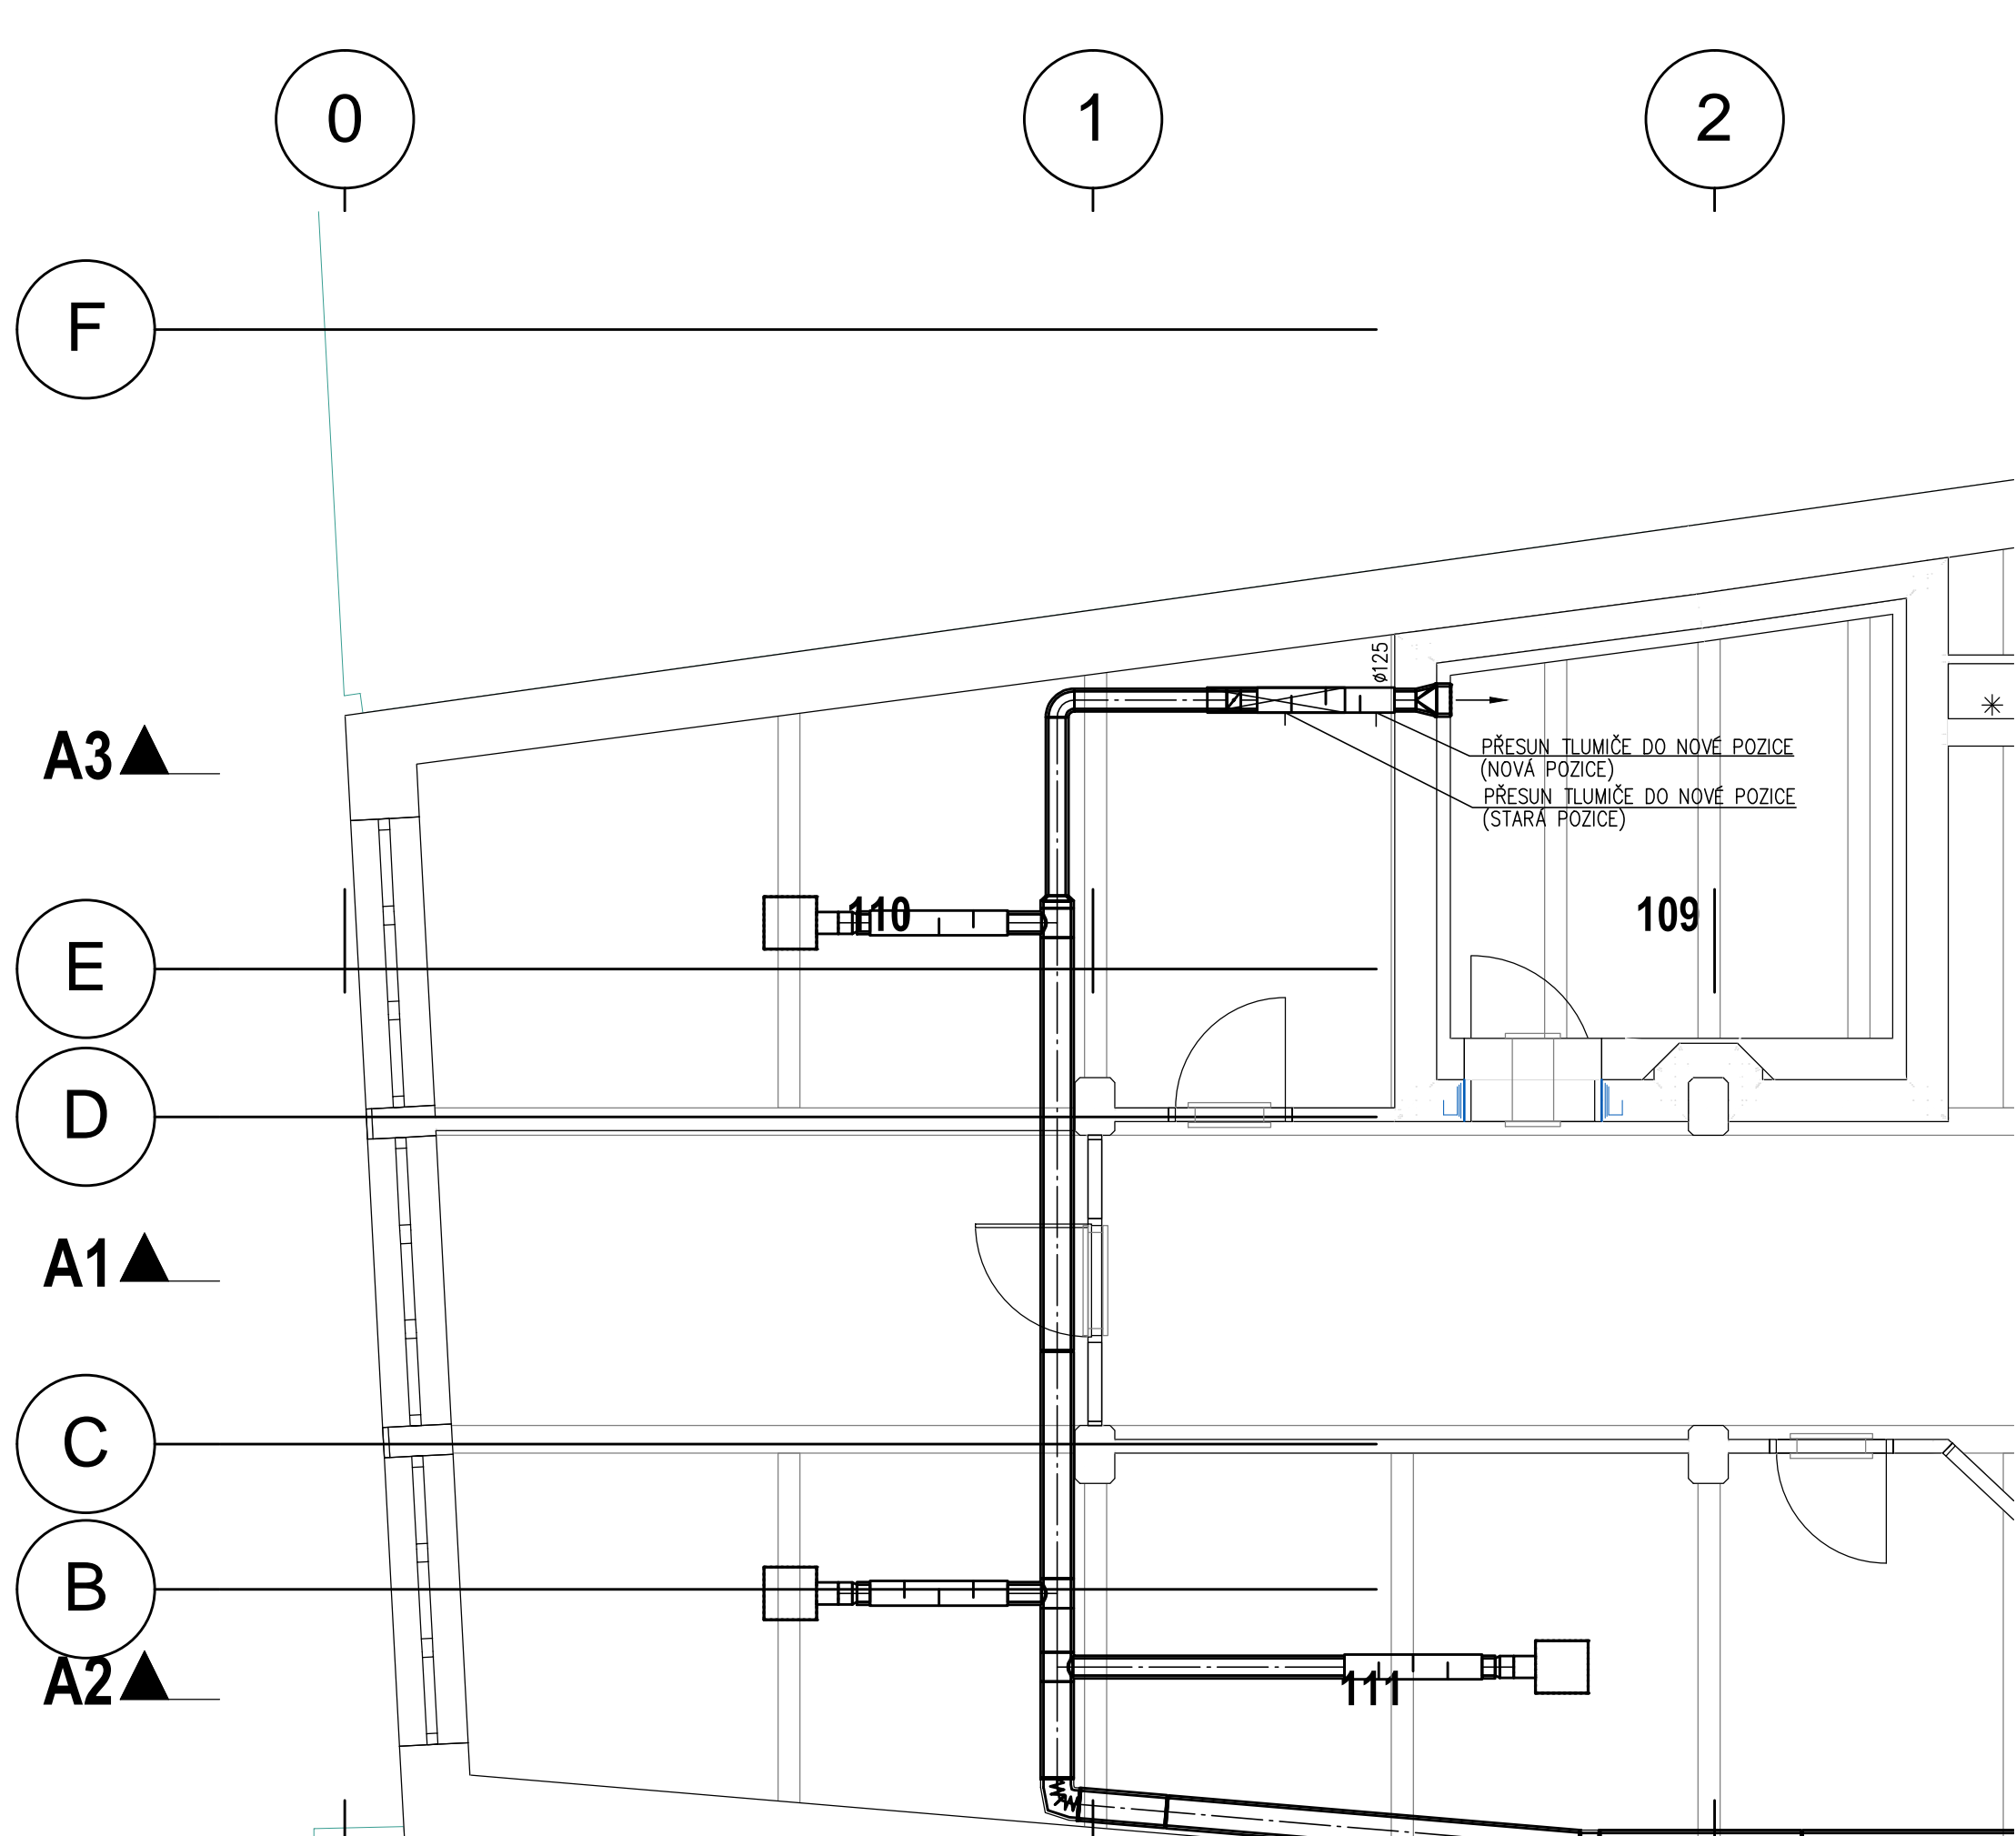 0
1
2
F
ø125
A3
PŘESUN TLUMIČE DO NOVÉ POZICE
(NOVÁ POZICE)
PŘESUN TLUMIČE DO NOVÉ POZICE
(STARÁ POZICE)
110
109
E
D
A1
C
B
A2
111